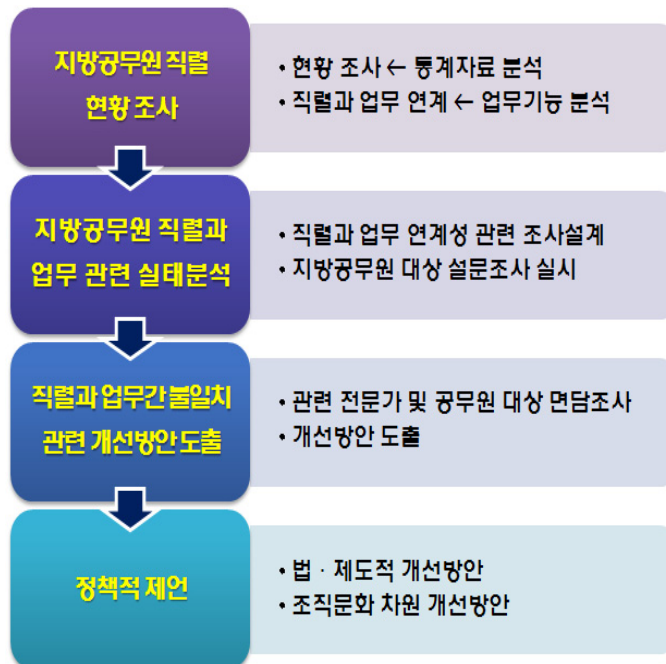 지방공무원 직렬
현황 조사
• 현황 조사 ← 통계자료 분석
• 직렬과 업무 연계 ← 업무기능 분석
지방공무원 직렬과
업무 관련 실태분석
• 직렬과 업무 연계성 관련 조사설계
• 지방공무원 대상 설문조사 실시
직렬과 업무간 불일치
관련 개선방안 도출
• 관련 전문가 및 공무원 대상 면담조사
• 개선방안 도출
정책적 제언
• 법 · 제도적 개선방안
• 조직문화 차원 개선방안